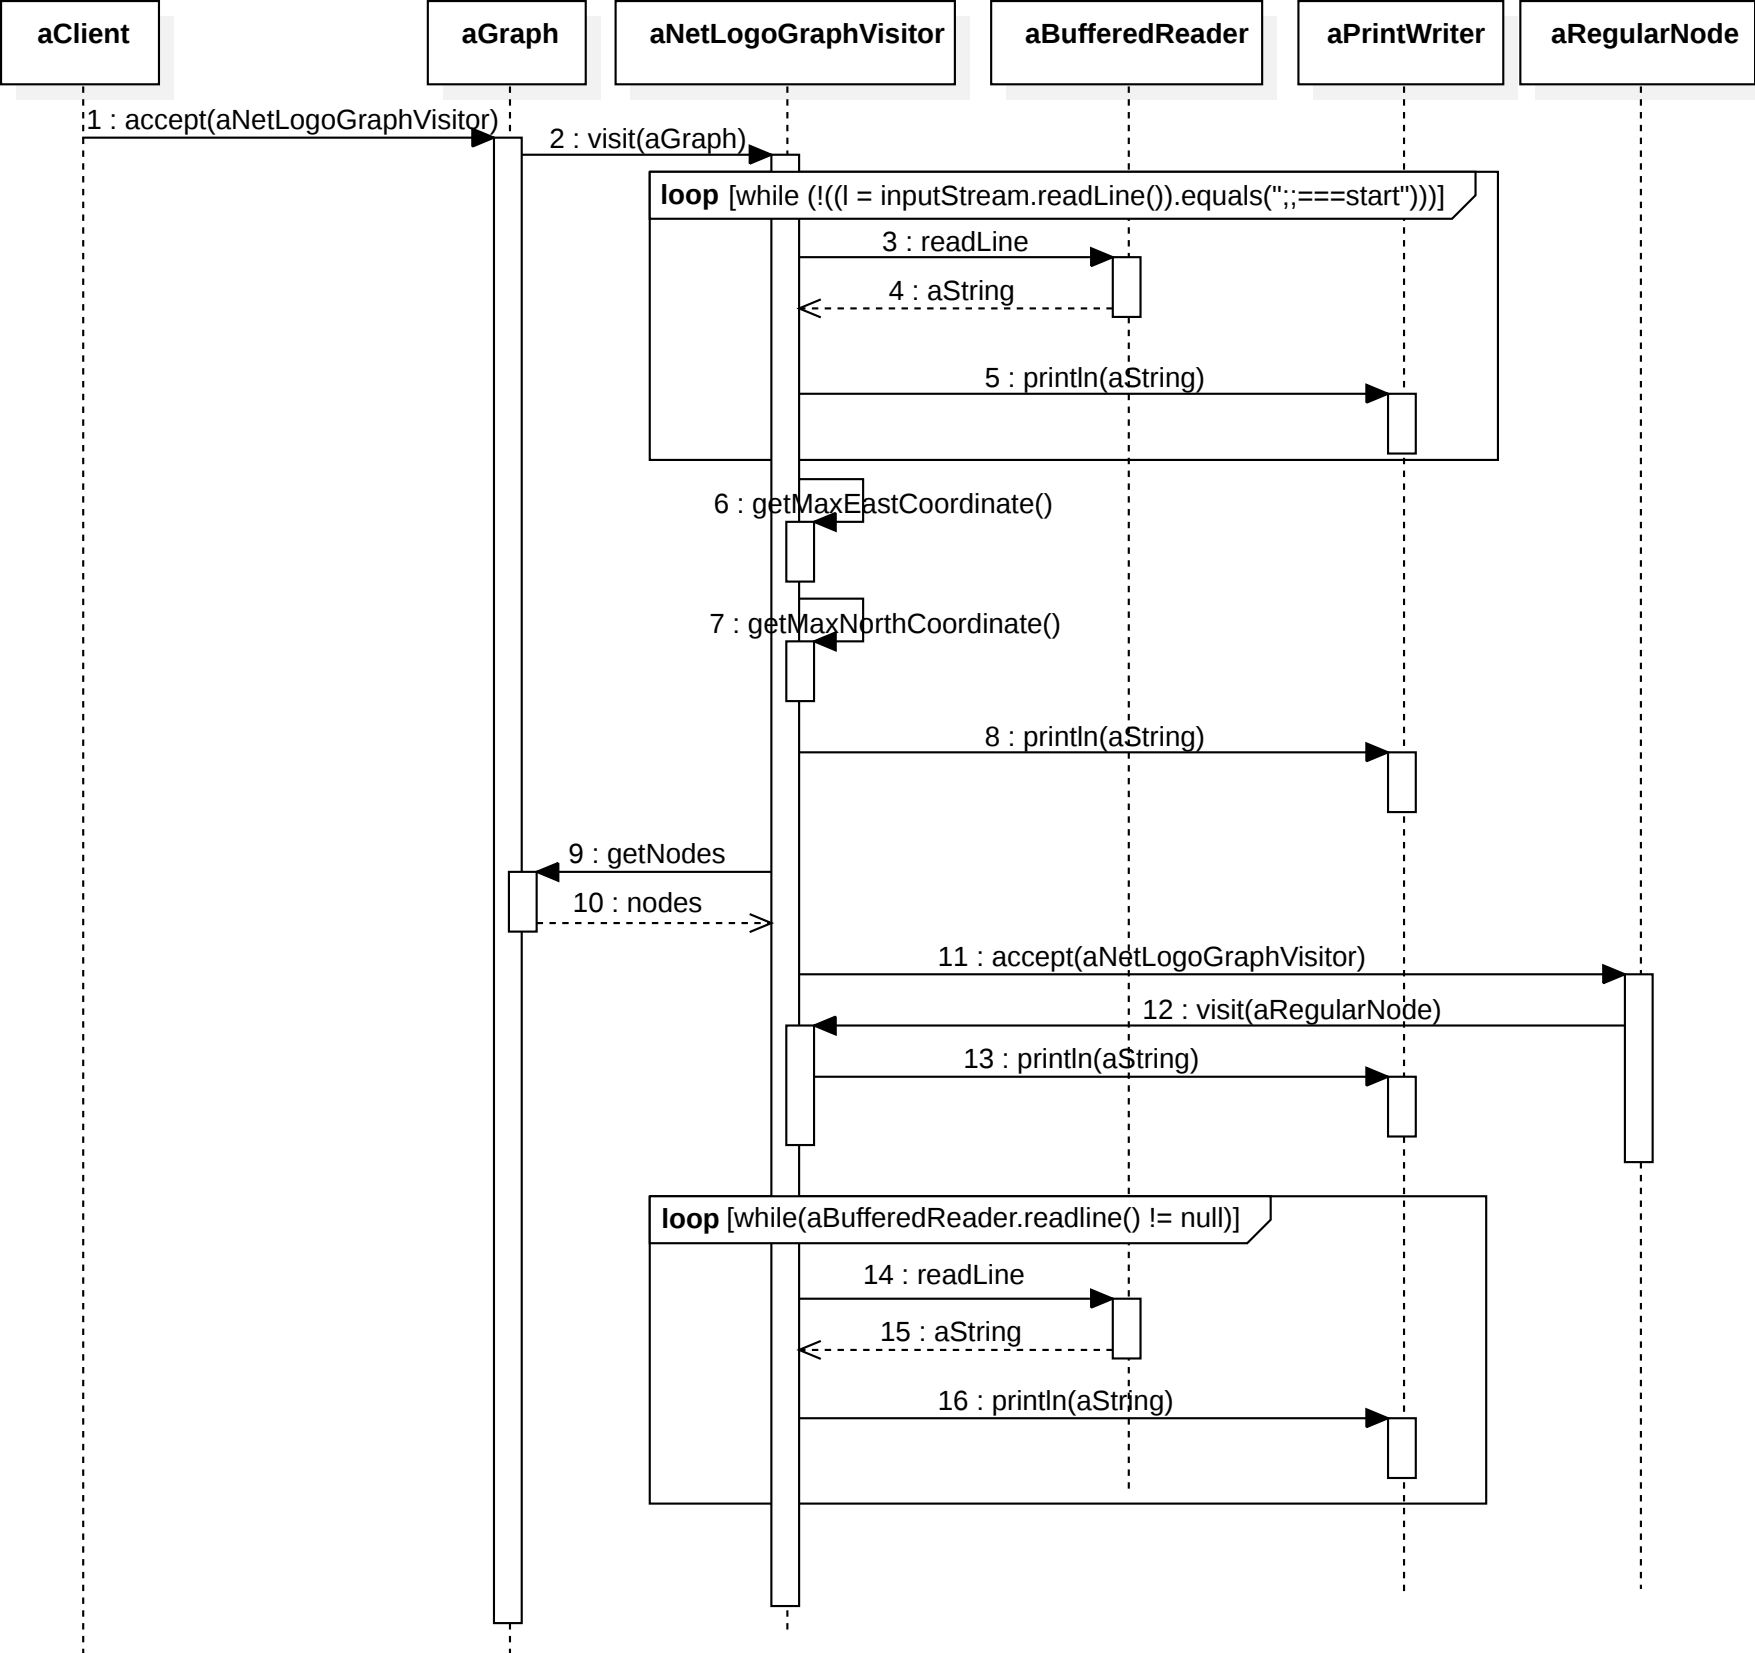 aClient
aGraph
aNetLogoGraphVisitor
aBufferedReader
aPrintWriter
aRegularNode
1 : accept(aNetLogoGraphVisitor)
2 : visit(aGraph)
loop [while (!((l = inputStream.readLine()).equals(";;===start")))]
3 : readLine
4 : aString
5 : println(aString)
6 : getMaxEastCoordinate()
7 : getMaxNorthCoordinate()
8 : println(aString)
9 : getNodes
10 : nodes
11 : accept(aNetLogoGraphVisitor)
12 : visit(aRegularNode)
13 : println(aString)
loop [while(aBufferedReader.readline() != null)]
14 : readLine
15 : aString
16 : println(aString)